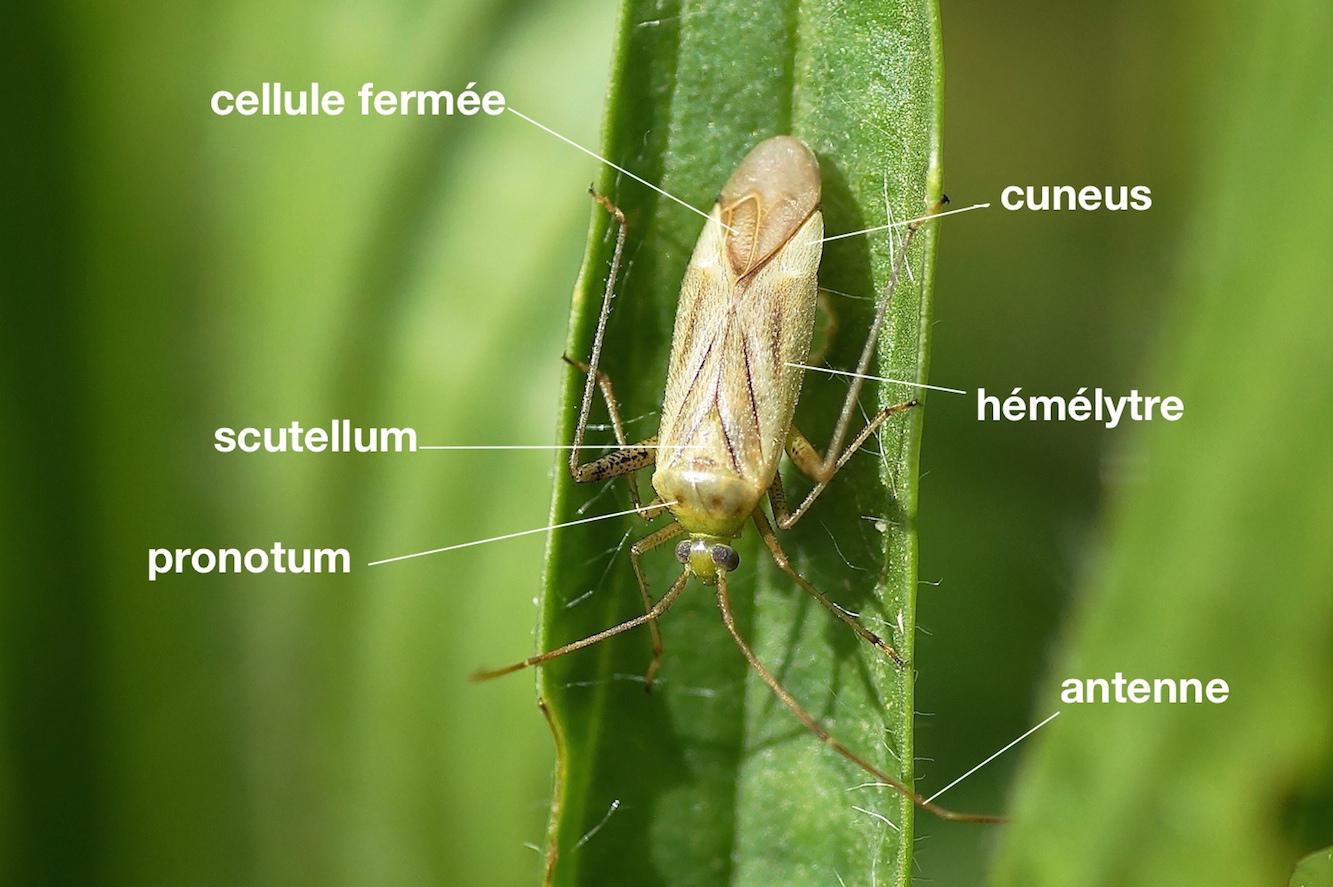 cellule fermée
cuneus
hémélytre
scutellum
pronotum
antenne